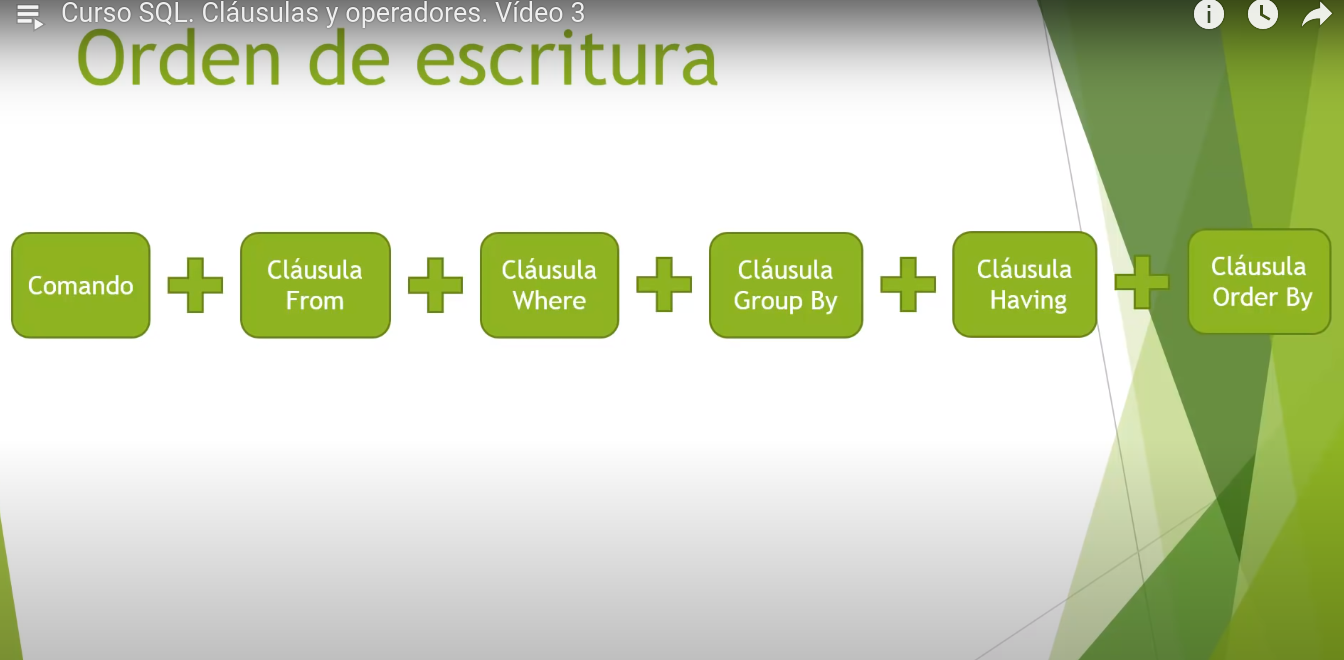 Curso SQL. Cláusulas y operadores. Vídeo 3
Orden de escritura
Comando
Cláusula
From
Cláusula
Where
Cláusula
Group By
Cláusula
Having
Cláusula
Order By